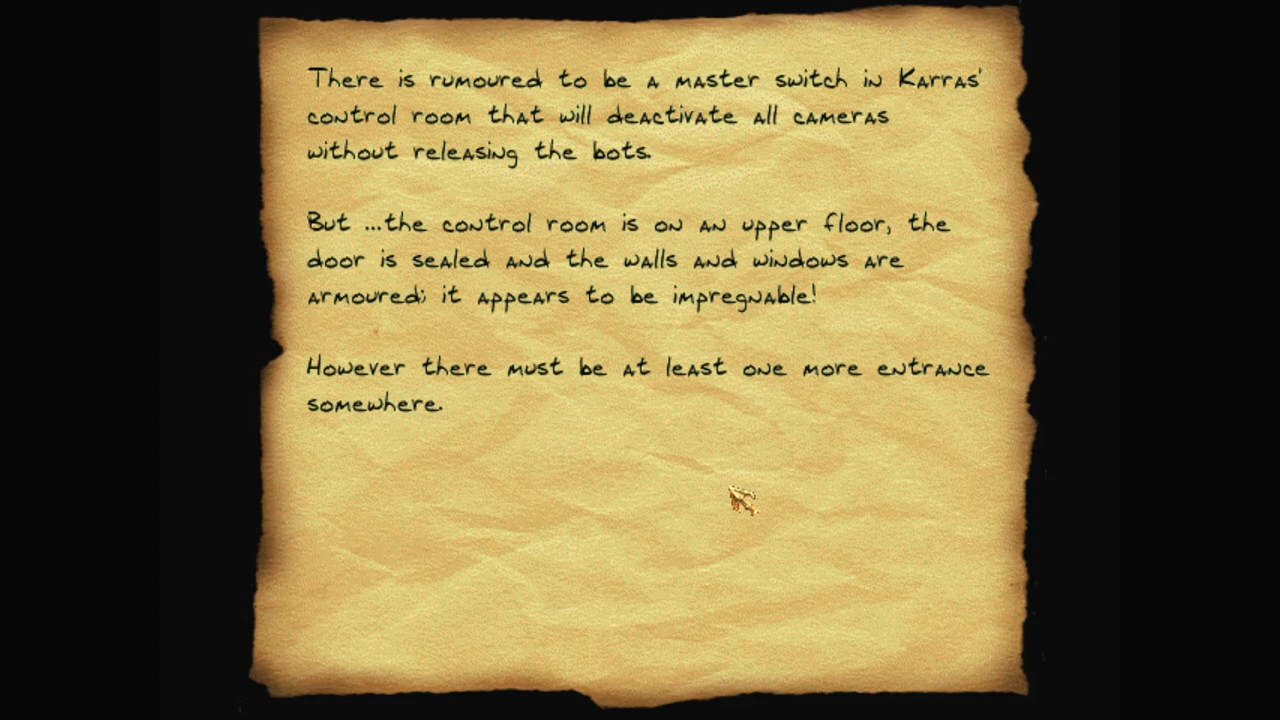 There is rumoured to be a master switch in Karras'
control room that will deactivate all cameras
without releasing the bots.
But ...the control room is on an upper floor, the
door is sealed and the walls and windows are
armoured; it appears to be impregnable!
However there must be at least one more entrance
somewhere.